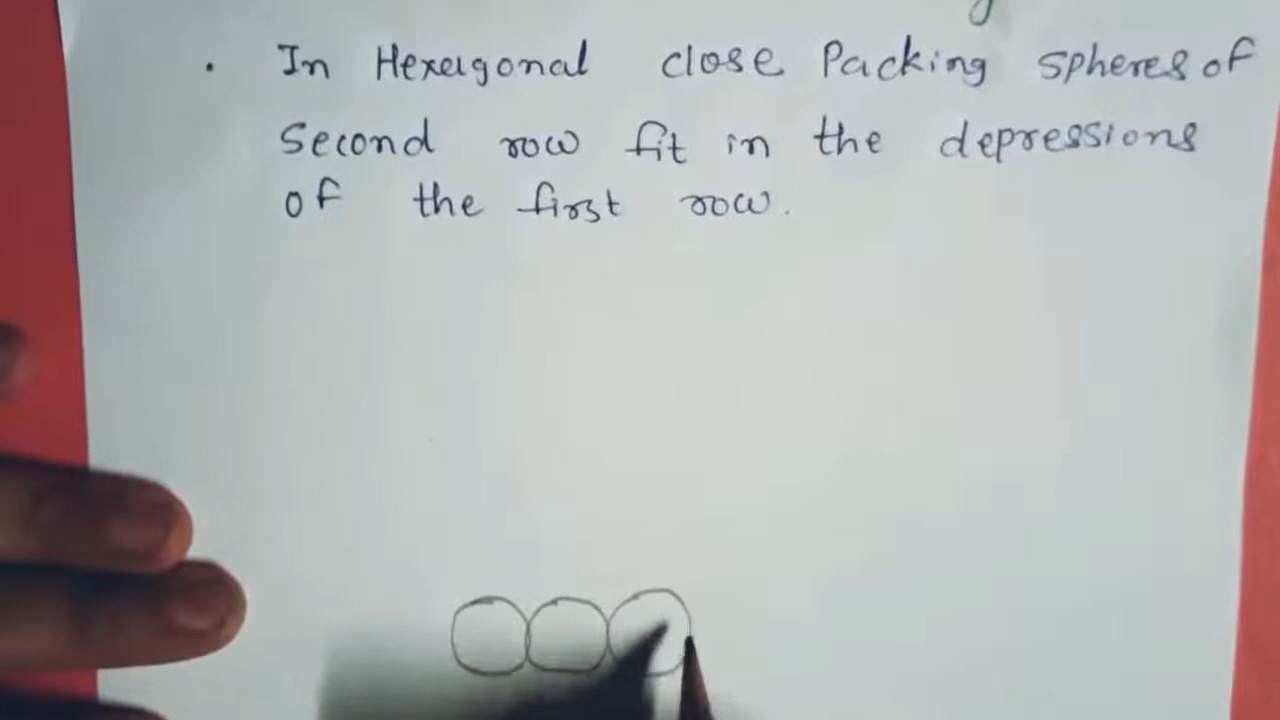 . In Hexagonal close Packing spheres of
Second row fit in the depressions
of the first row.